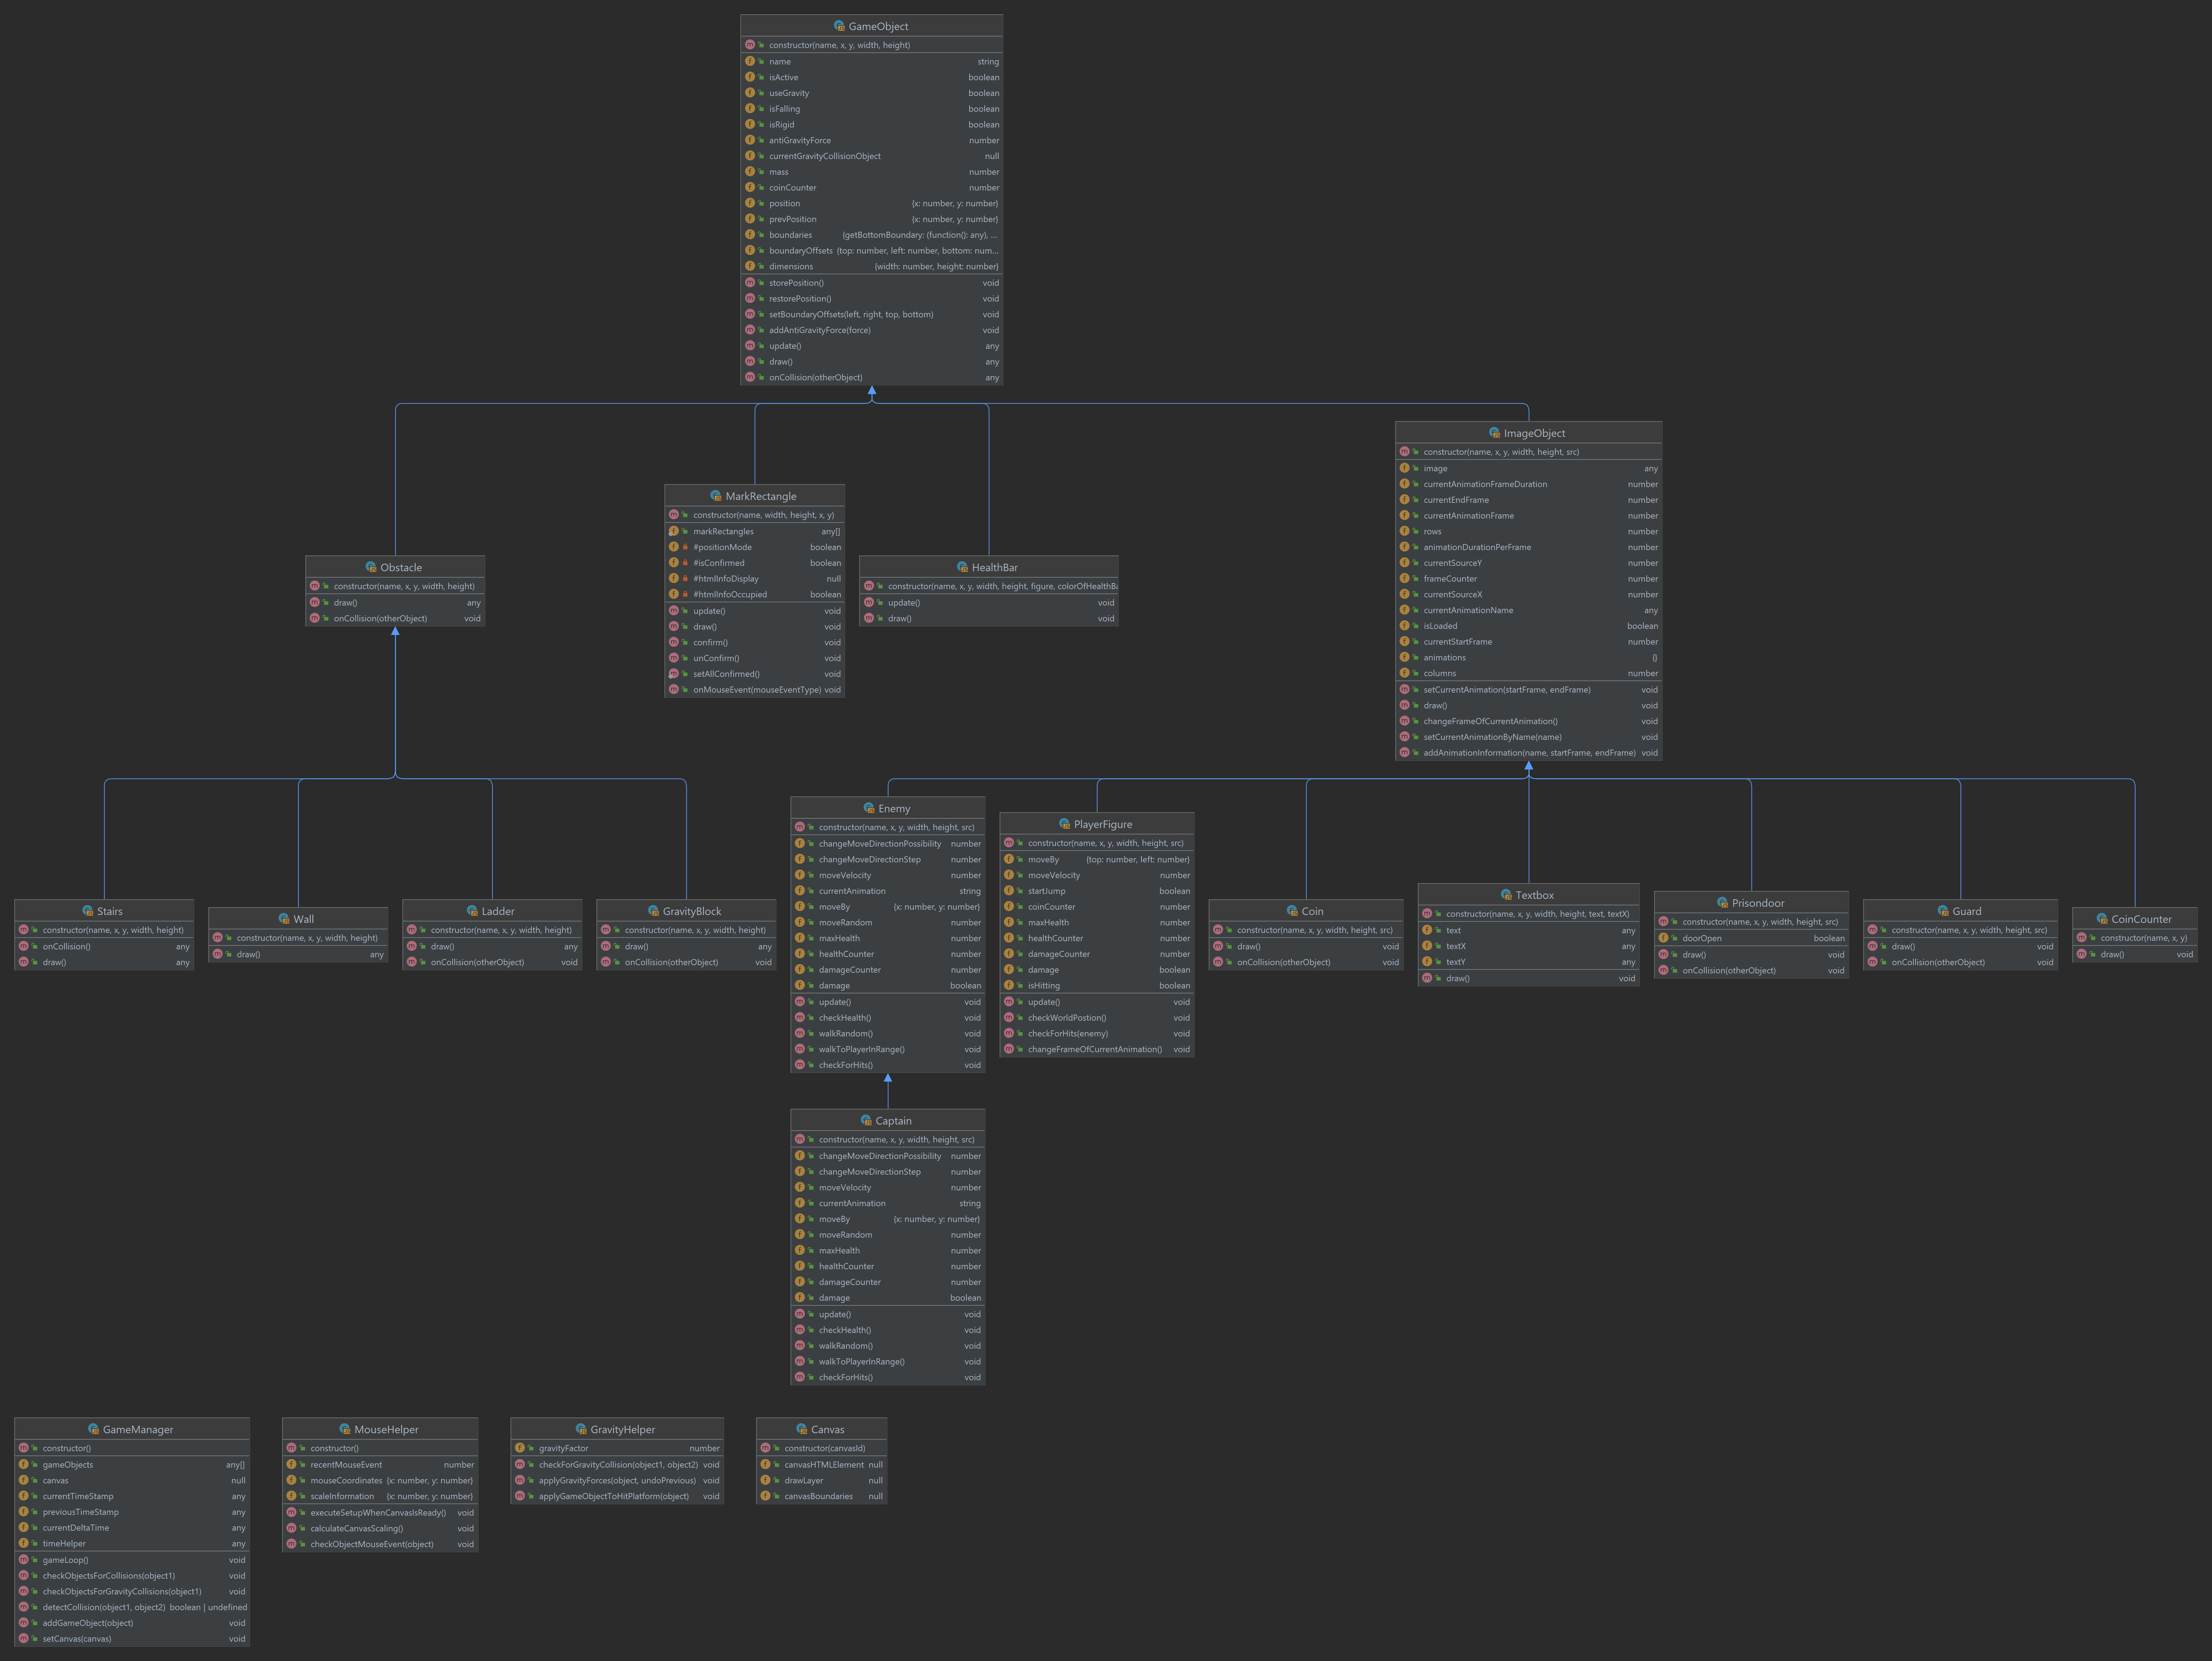 GameObject
constructor(name, x, y, width, height)
name string
isActive boolean
useGravity boolean
isFalling boolean
isRigid boolean
antiGravityForce number
currentGravityCollisionObject null
mass number
coinCounter number
position {x: number, y: number}
prevPosition {x: number, y: number}
boundaries {getBottomBoundary: (function(): any), ...
boundaryOffsets {top: number, left: number, bottom: num...
dimensions {width: number, height: number}
storePosition() void
restorePosition() void
setBoundaryOffsets(left, right, top, bottom) void
addAntiGravityForce(force) void
update() any
draw() any
onCollision(otherObject) any
Obstacle
constructor(name, x, y, width, height)
draw() any
onCollision(otherObject) void
MarkRectangle
constructor(name, width, height, x, y)
markRectangles any[]
#positionMode boolean
#isConfirmed boolean
#htmlInfoDisplay null
#htmlInfoOccupied boolean
update() void
draw() void
confirm() void
unConfirm() void
setAllConfirmed() void
onMouseEvent(mouseEventType) void
HealthBar
constructor(name, x, y, width, height, figure, colorOfHealthBa
update() void
draw() void
ImageObject
constructor(name, x, y, width, height, src)
image any
currentAnimationFrameDuration number
currentEndFrame number
currentAnimationFrame number
rows number
animationDurationPerFrame number
currentSourceY number
frameCounter number
currentSourceX number
currentAnimationName any
isLoaded boolean
currentStartFrame number
animations {}
columns number
setCurrentAnimation(startFrame, endFrame) void
draw() void
changeFrameOfCurrentAnimation() void
setCurrentAnimationByName(name) void
addAnimationInformation(name, startFrame, endFrame) void
Stairs
constructor(name, x, y, width, height)
onCollision() any
draw() any
Wall
constructor(name, x, y, width, height)
draw() any
Ladder
constructor(name, x, y, width, height)
draw() any
onCollision(otherObject) void
GravityBlock
constructor(name, x, y, width, height)
draw() any
onCollision(otherObject) void
Enemy
constructor(name, x, y, width, height, src)
changeMoveDirectionPossibility number
changeMoveDirectionStep number
moveVelocity number
currentAnimation string
moveBy {x: number, y: number}
moveRandom number
maxHealth number
healthCounter number
damageCounter number
damage boolean
update() void
checkHealth() void
walkRandom() void
walkToPlayerInRange() void
checkForHits() void
PlayerFigure
constructor(name, x, y, width, height, src)
moveBy {top: number, left: number}
moveVelocity number
startJump boolean
coinCounter number
maxHealth number
healthCounter number
damageCounter number
damage boolean
isHitting boolean
update() void
checkWorldPostion() void
checkForHits(enemy) void
changeFrameOfCurrentAnimation() void
Coin
constructor(name, x, y, width, height, src)
draw() void
onCollision(otherObject) void
Textbox
constructor(name, x, y, width, height, text, textX)
text any
textX any
textY any
draw() void
Prisondoor
constructor(name, x, y, width, height, src)
doorOpen boolean
draw() void
onCollision(otherObject) void
Guard
constructor(name, x, y, width, height, src)
draw() void
onCollision(otherObject) void
CoinCounter
constructor(name, x, y)
draw() void
Captain
constructor(name, x, y, width, height, src)
changeMoveDirectionPossibility number
changeMoveDirectionStep number
moveVelocity number
currentAnimation string
moveBy {x: number, y: number}
moveRandom number
maxHealth number
healthCounter number
damageCounter number
damage boolean
update() void
checkHealth() void
walkRandom() void
walkToPlayerInRange() void
checkForHits() void
GameManager
constructor()
gameObjects any[]
canvas null
currentTimeStamp any
previousTimeStamp any
currentDeltaTime any
timeHelper any
gameLoop() void
checkObjectsForCollisions(object1) void
checkObjectsForGravityCollisions(object1) void
detectCollision(object1, object2) boolean | undefined
addGameObject(object) void
setCanvas(canvas) void
MouseHelper
constructor()
recentMouseEvent number
mouseCoordinates {x: number, y: number}
scaleInformation {x: number, y: number}
executeSetupWhenCanvasIsReady() void
calculateCanvasScaling() void
checkObjectMouseEvent(object) void
GravityHelper
gravityFactor number
checkForGravityCollision(object1, object2) void
applyGravityForces(object, undoPrevious) void
applyGameObjectToHitPlatform(object) void
Canvas
constructor(canvasId)
canvasHTMLElement null
drawLayer null
canvasBoundaries null